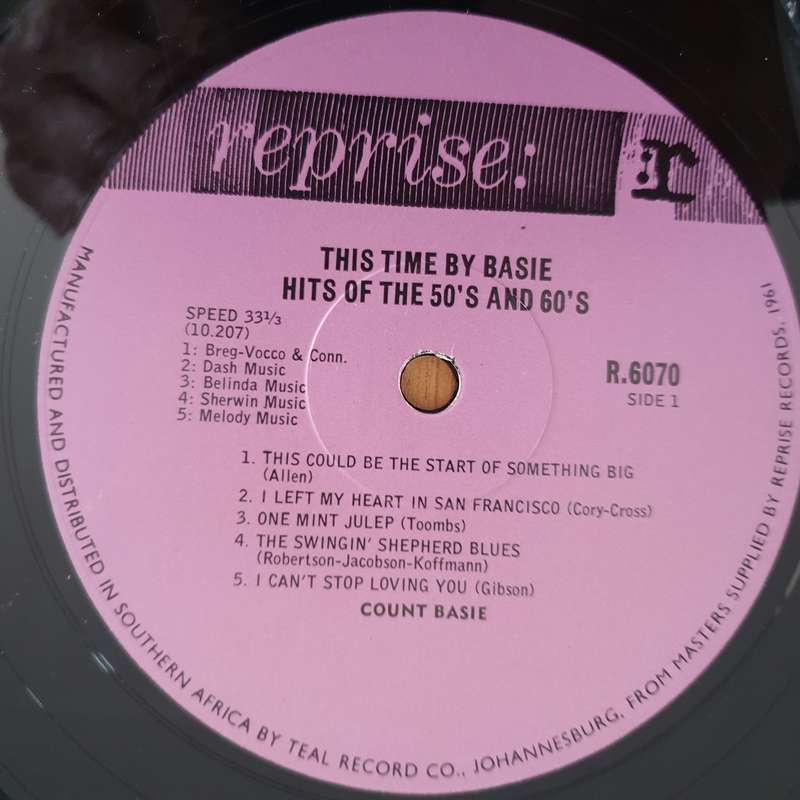 reprise:
:r
THIS TIME BY BASIE
HITS OF THE 50'S AND 60'S
SPEED 33⅓
(10.207)
1: Breg-Vocco & Conn.
2: Dash Music
3: Belinda Music
4: Sherwin Music
5: Melody Music
R.6070
SIDE 1
1. THIS COULD BE THE START OF SOMETHING BIG
(Allen)
2. I LEFT MY HEART IN SAN FRANCISCO (Cory-Cross)
3. ONE MINT JULEP (Toombs)
4. THE SWINGIN' SHEPHERD BLUES
(Robertson-Jacobson-Koffmann)
5. I CAN'T STOP LOVING YOU (Gibson)
COUNT BASIE
MANUFACTURED AND DISTRIBUTED IN SOUTHERN AFRICA BY TEAL RECORD CO., JOHANNESBURG, FROM MASTERS SUPPLIED BY REPRISE RECORDS, 1961